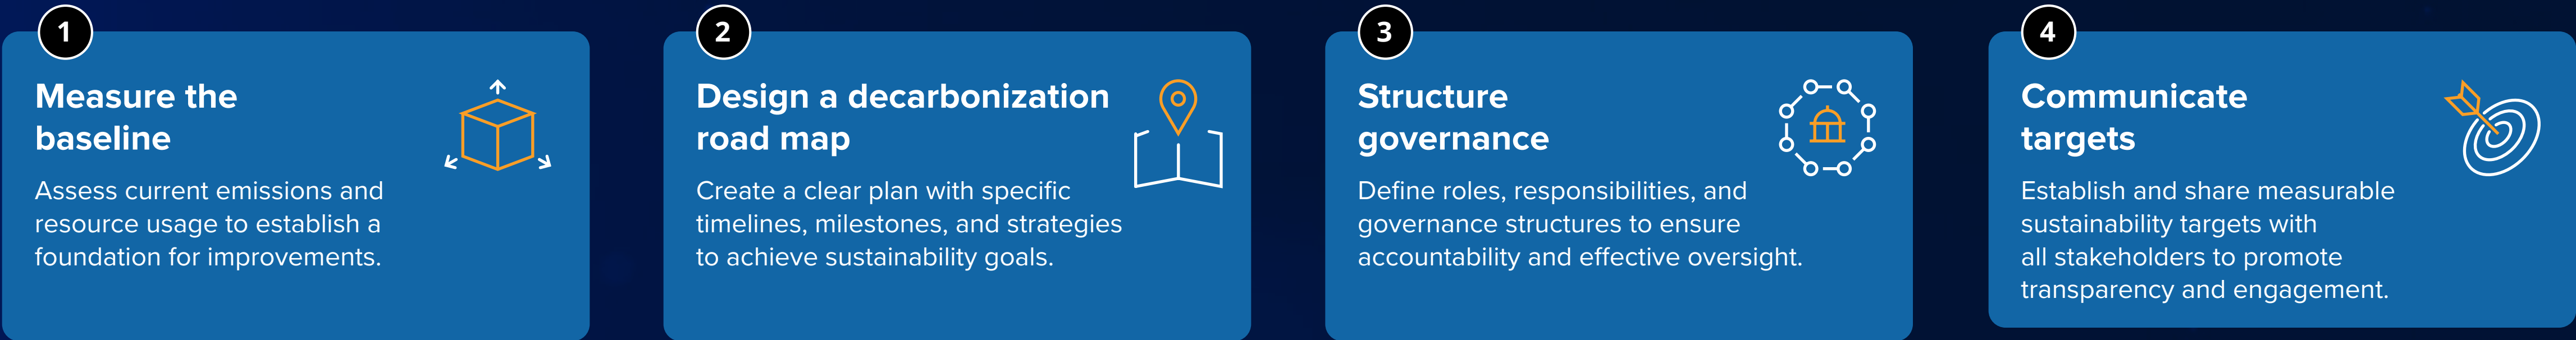 1
Measure the
baseline
Assess current emissions and
resource usage to establish a
foundation for improvements.
2
Design a decarbonization
road map
Create a clear plan with specific
timelines, milestones, and strategies
to achieve sustainability goals.
3
Structure
governance
Define roles, responsibilities, and
governance structures to ensure
accountability and effective oversight.
4
Communicate
targets
Establish and share measurable
sustainability targets with
all stakeholders to promote
transparency and engagement.